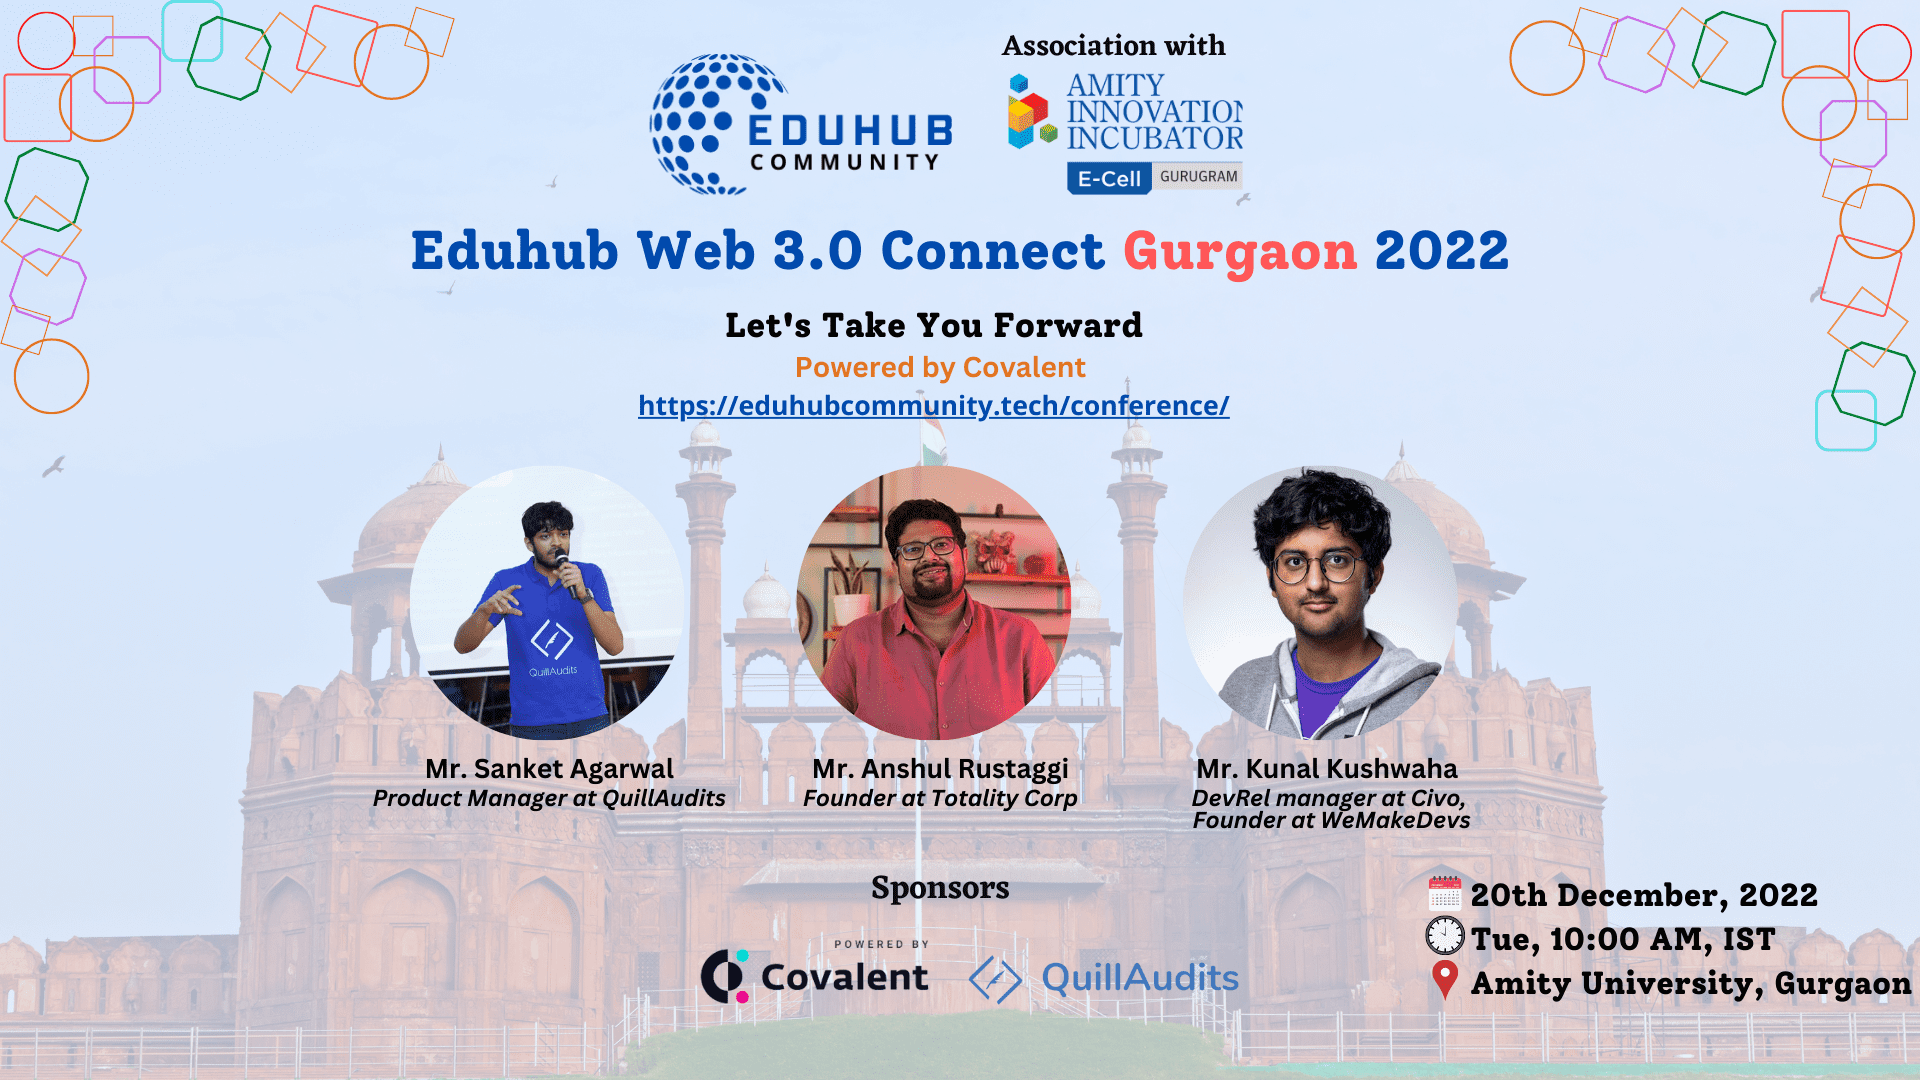 Association with
EDUHUB
COMMUNITY
AMITY
INNOVATION
INCUBATOR
E-Cell GURUGRAM
Eduhub Web 3.0 Connect Gurgaon 2022
Let's Take You Forward
Powered by Covalent
https://eduhubcommunity.tech/conference/
QuillAudits
Mr. Sanket Agarwal
Product Manager at QuillAudits
Mr. Anshul Rustaggi
Founder at Totality Corp
Mr. Kunal Kushwaha
DevRel manager at Civo,
Founder at WeMakeDevs
Sponsors
POWERED BY
Covalent
QuillAudits
20th December, 2022
Tue, 10:00 AM, IST
Amity University, Gurgaon